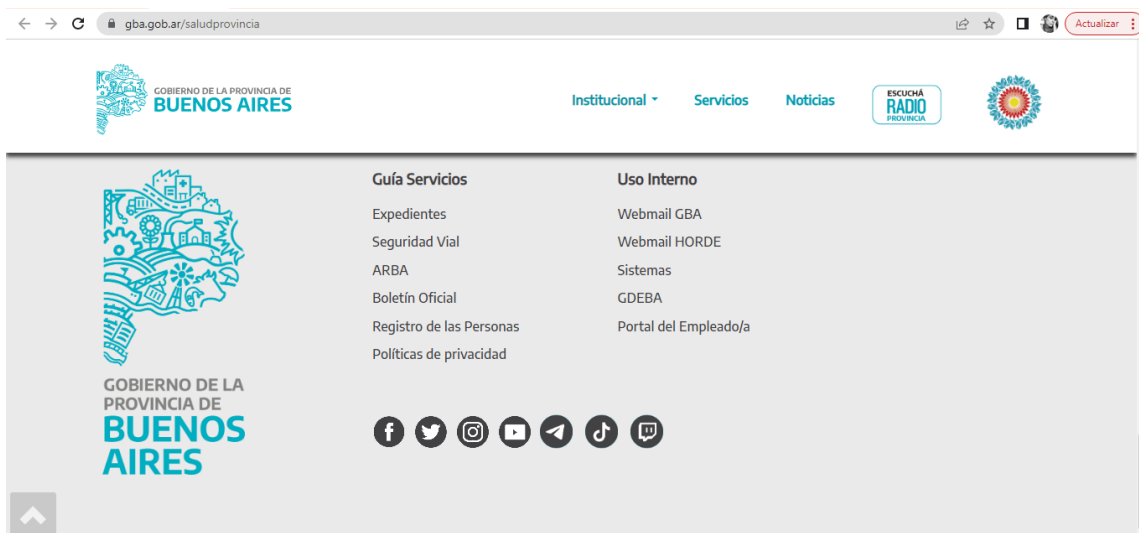 gba.gob.ar/saludprovincia
Actualizar
GOBIERNO DE LA PROVINCIA DE
BUENOS AIRES
Institucional
Servicios
Noticias
ESCUCHÁ
RADIO
PROVINCIA
Guía Servicios
Expedientes
Seguridad Vial
ARBA
Boletín Oficial
Registro de las Personas
Políticas de privacidad
Uso Interno
Webmail GBA
Webmail HORDE
Sistemas
GDEBA
Portal del Empleado/a
GOBIERNO DE LA
PROVINCIA DE
BUENOS
AIRES